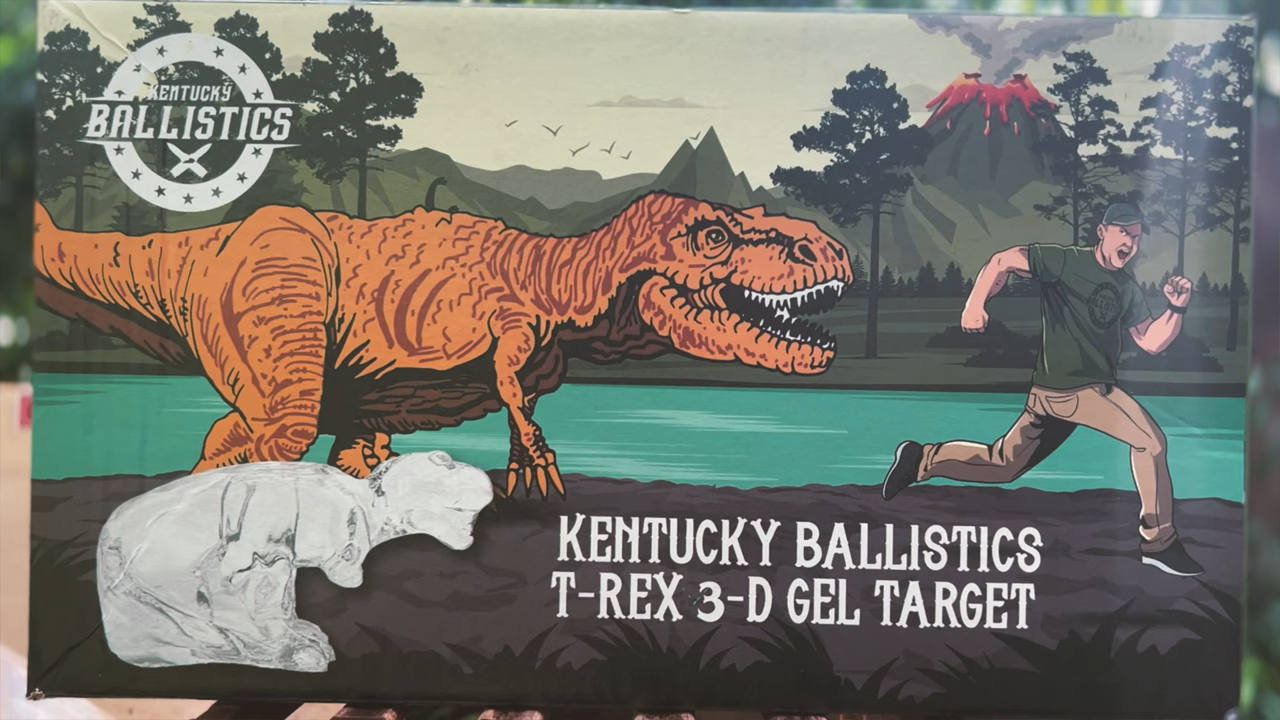 KENTUCKY
BALLISTICS
KENTUCKY BALLISTICS
T-REX 3-D GEL TARGET